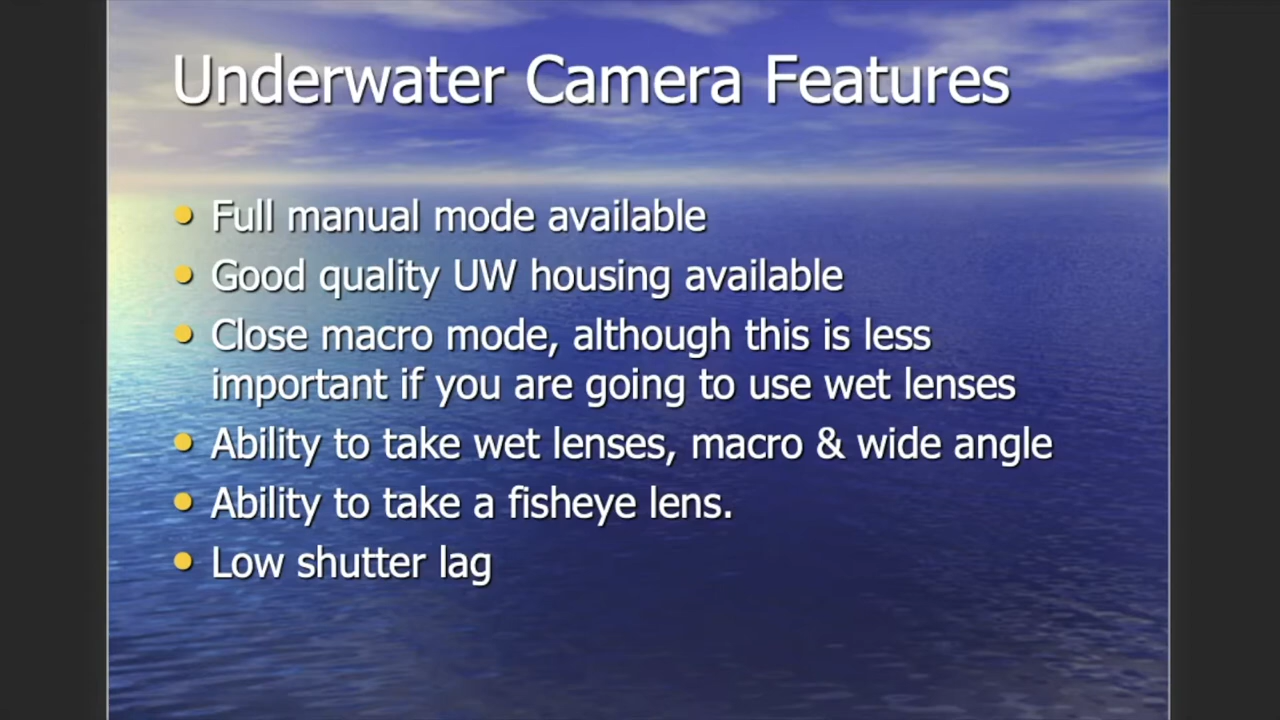 Underwater Camera Features
• Full manual mode available
• Good quality UW housing available
• Close macro mode, although this is less
important if you are going to use wet lenses
• Ability to take wet lenses, macro & wide angle
• Ability to take a fisheye lens.
• Low shutter lag